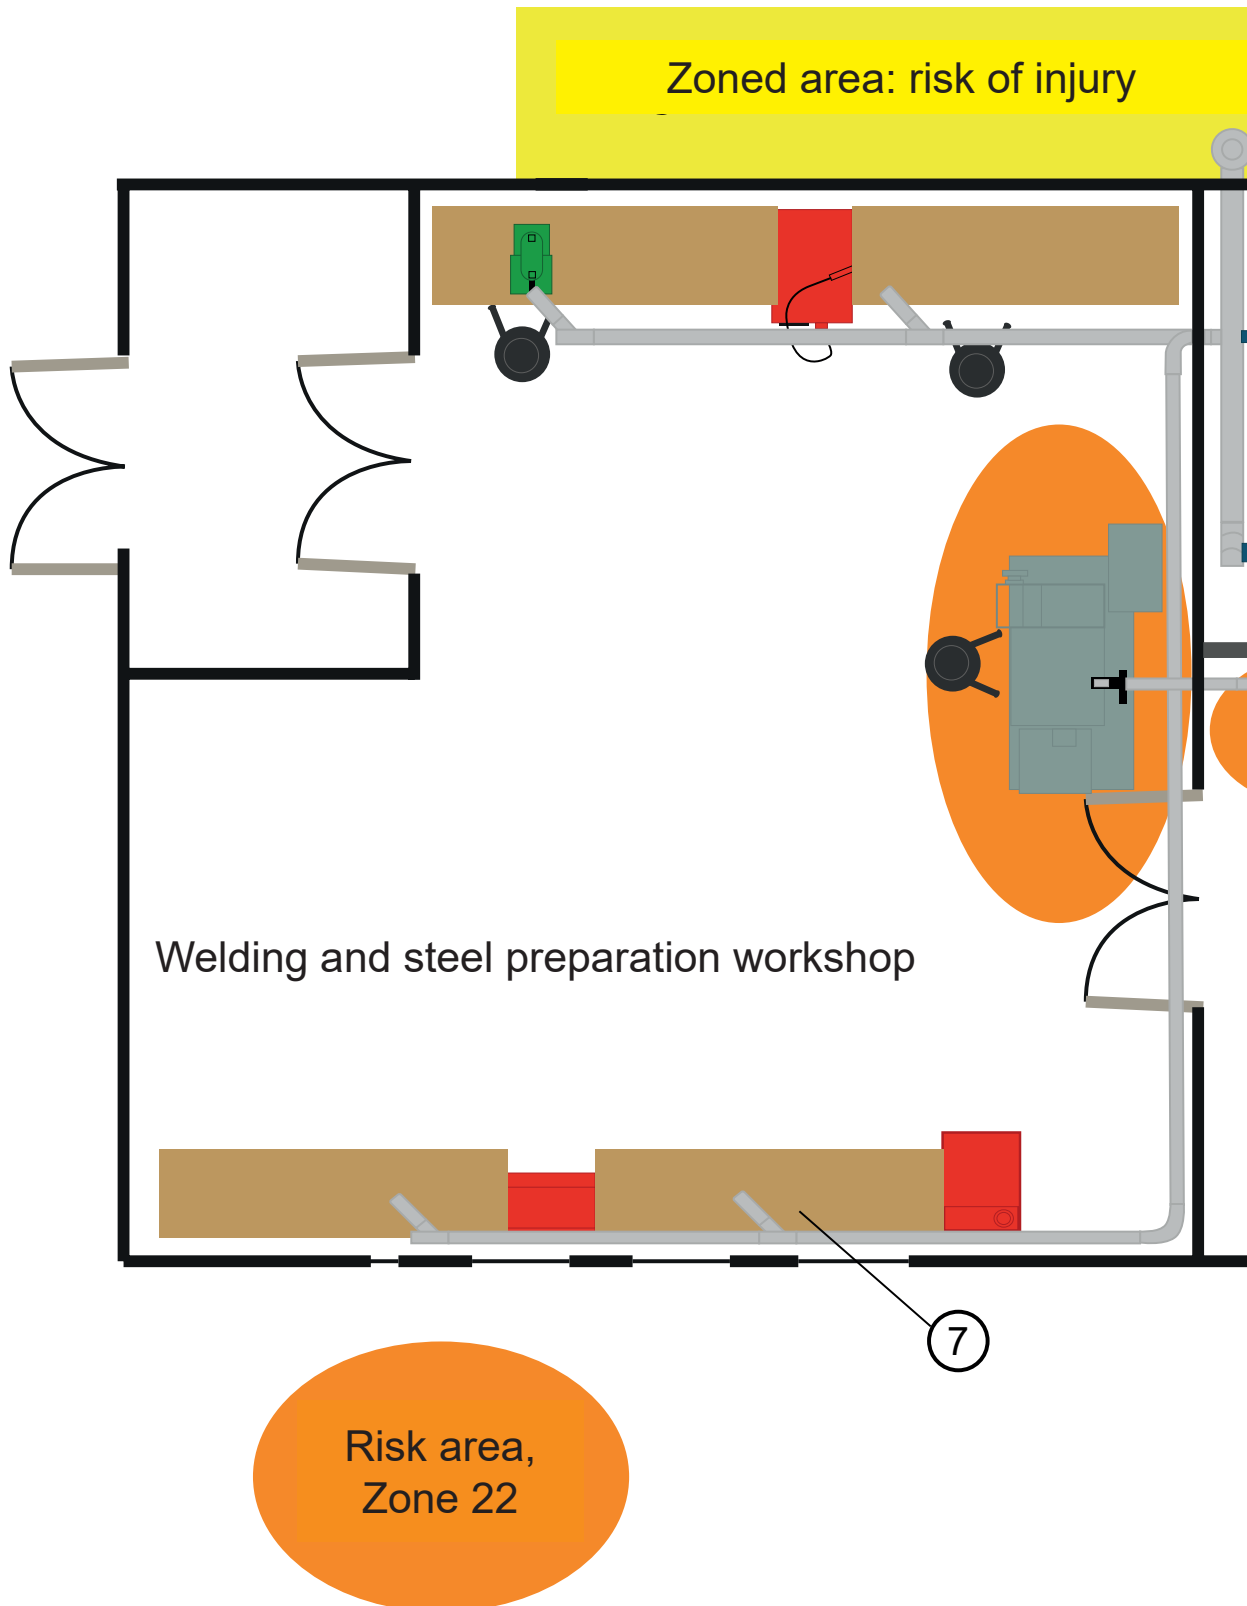 Zoned area: risk of injury
Welding and steel preparation workshop
7
Risk area,
Zone 22